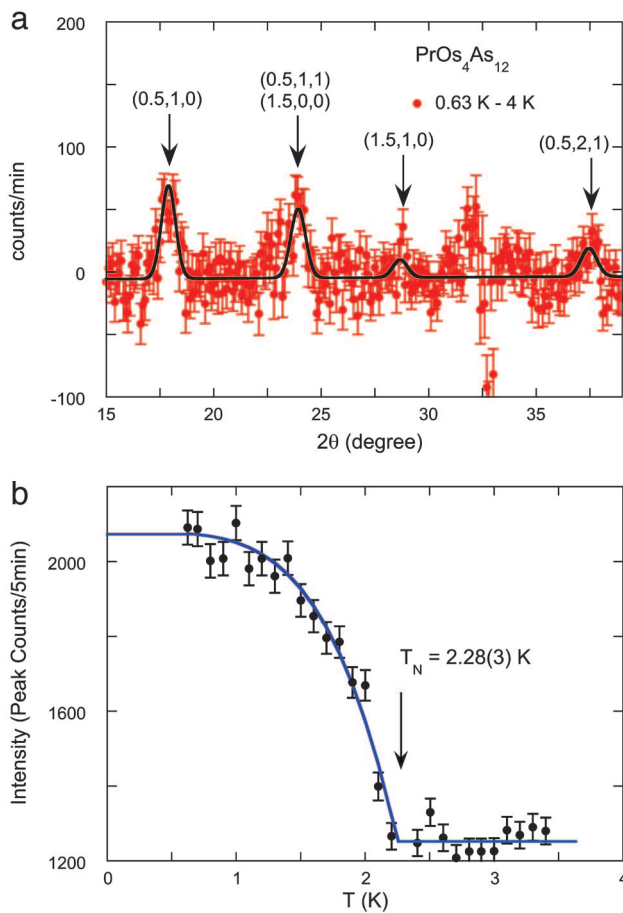 a
200
100
0
-100
counts/min
PrOs4As12
0.63 K - 4 K
(0.5,1,0)
(0.5,1,1)
(1.5,0,0)
(1.5,1,0)
(0.5,2,1)
15
20
25
30
35
2θ (degree)
b
2000
1600
1200
Intensity (Peak Counts/5min)
TN = 2.28(3) K
0
1
2
3
4
T (K)